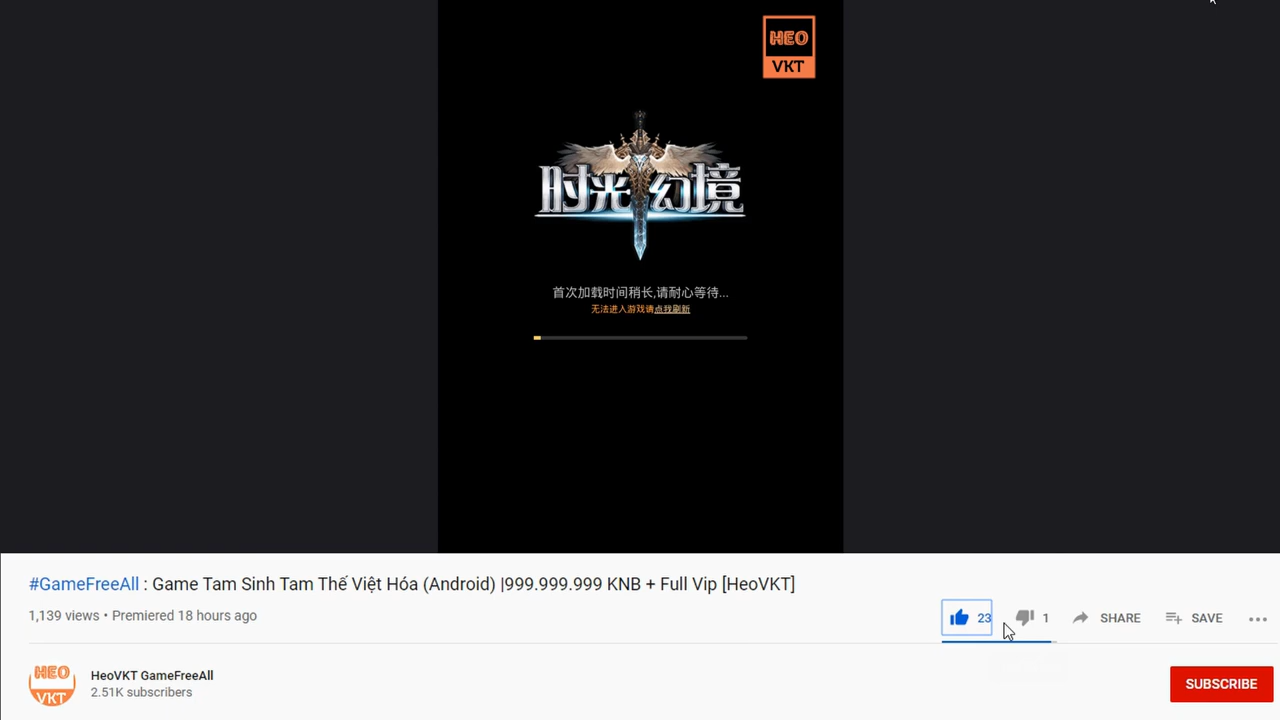 HEO
VKT
时光幻境
首次加载时间稍长,请耐心等待...
无法进入游戏请点我刷新
#GameFreeAll : Game Tam Sinh Tam Thế Việt Hóa (Android) |999.999.999 KNB + Full Vip [HeoVKT]
1,139 views • Premiered 18 hours ago
23
1
SHARE
SAVE
HEO
VKT
HeoVKT GameFreeAll
2.51K subscribers
SUBSCRIBE